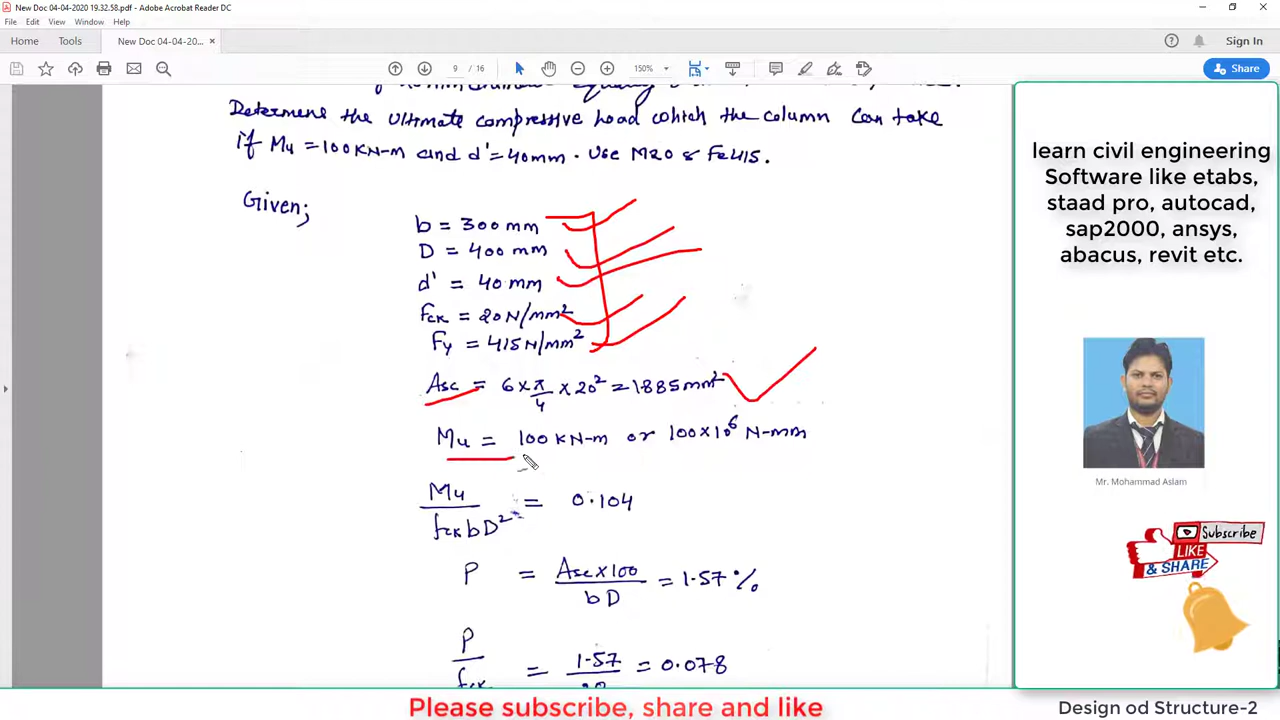 New Doc 04-04-2020 19.32.58.pdf - Adobe Acrobat Reader DC
File Edit View Window Help
Home Tools New Doc 04-04-20... × Sign In
9 / 16 150% Share
Determene the ultimate compressive Load which the column can take
if Mu = 100KN-m and d' = 40mm. Use M20 & Fe415.
Given;
b = 300 mm
D = 400 mm
d' = 40 mm
fck = 20N/mm²
Fy = 415N/mm²
Asc = 6 × π/4 × 20² = 1885mm²
Mu = 100 KN-m or 100×10⁶ N-mm
Mu / fck bD² = 0.104
P = Asc×100 / bD = 1.57 %
P / fck = 1.57 / 20 = 0.078
learn civil engineering
Software like etabs,
staad pro, autocad,
sap2000, ansys,
abacus, revit etc.
Mr. Mohammad Aslam
Subscribe
LIKE
& SHARE
Please subscribe, share and like
Design od Structure-2